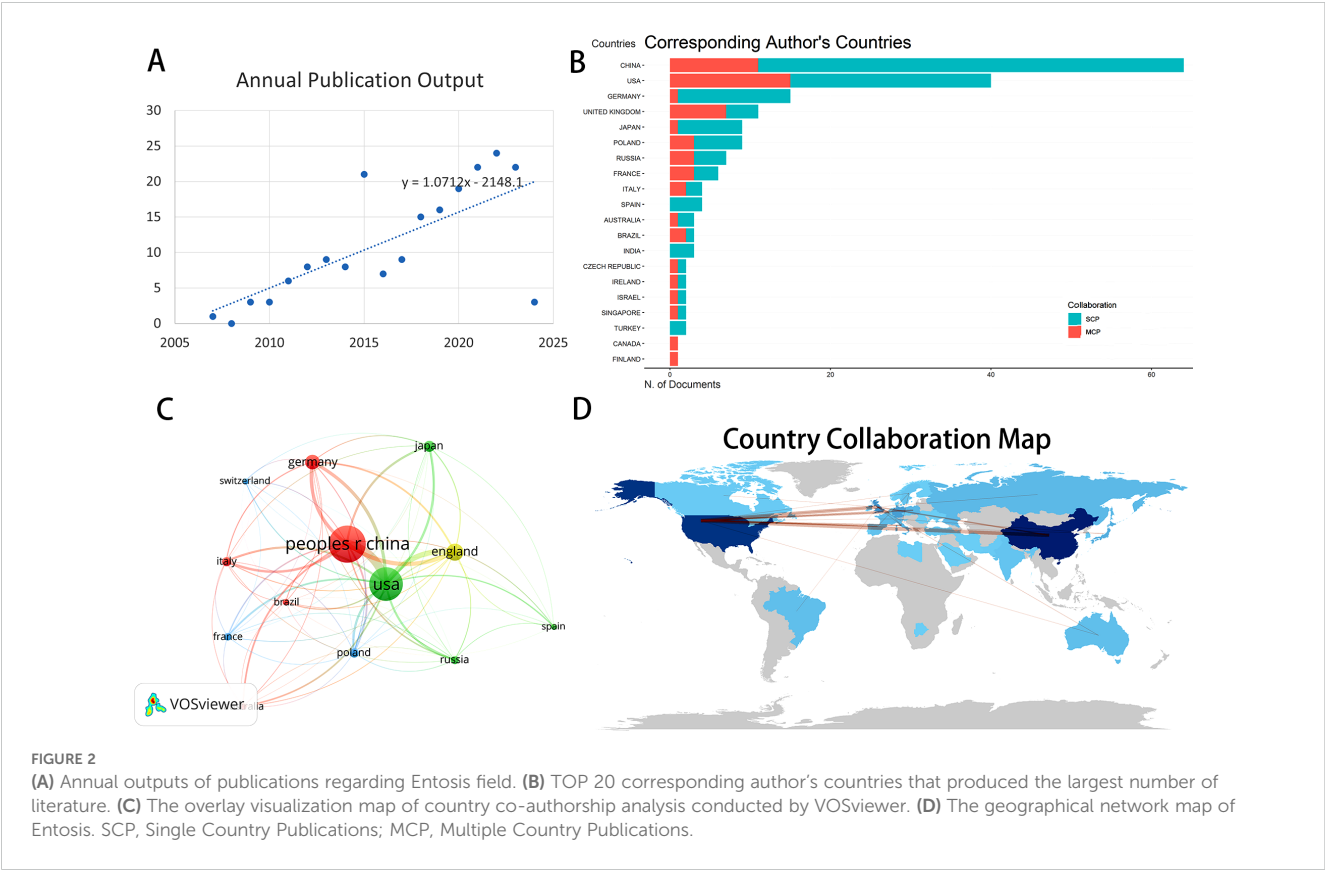 A
Annual Publication Output
30
25
20
15
10
5
0
y = 1.0712x - 2148.1
2005
2010
2015
2020
2025
B
Countries
Corresponding Author's Countries
CHINA
USA
GERMANY
UNITED KINGDOM
JAPAN
POLAND
RUSSIA
FRANCE
ITALY
SPAIN
AUSTRALIA
BRAZIL
INDIA
CZECH REPUBLIC
IRELAND
ISRAEL
SINGAPORE
TURKEY
CANADA
FINLAND
Collaboration
SCP
MCP
0
20
40
60
N. of Documents
C
japan
germany
switzerland
peoples r china
england
italy
usa
brazil
spain
france
poland
russia
VOSviewer
D
Country Collaboration Map
FIGURE 2
(A) Annual outputs of publications regarding Entosis field. (B) TOP 20 corresponding author's countries that produced the largest number of
literature. (C) The overlay visualization map of country co-authorship analysis conducted by VOSviewer. (D) The geographical network map of
Entosis. SCP, Single Country Publications; MCP, Multiple Country Publications.